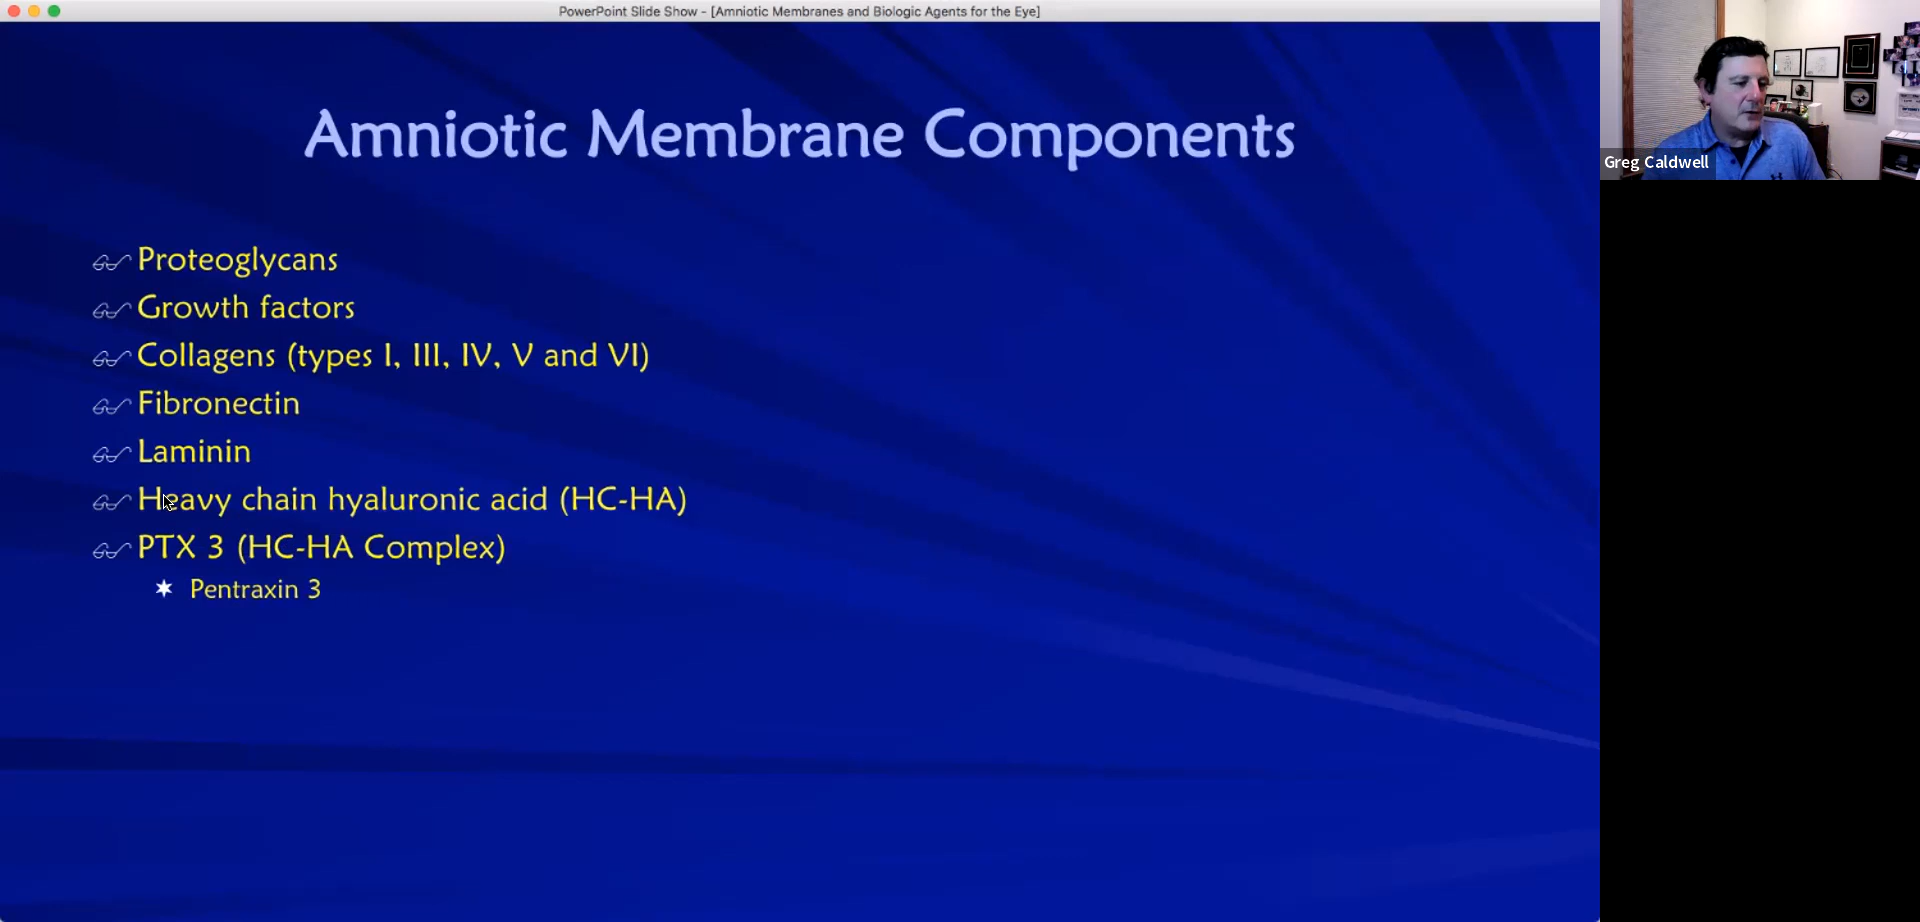 PowerPoint Slide Show - [Amniotic Membranes and Biologic Agents for the Eye]
Amniotic Membrane Components
Proteoglycans
Growth factors
Collagens (types I, III, IV, V and VI)
Fibronectin
Laminin
Heavy chain hyaluronic acid (HC-HA)
PTX 3 (HC-HA Complex)
Pentraxin 3
Greg Caldwell